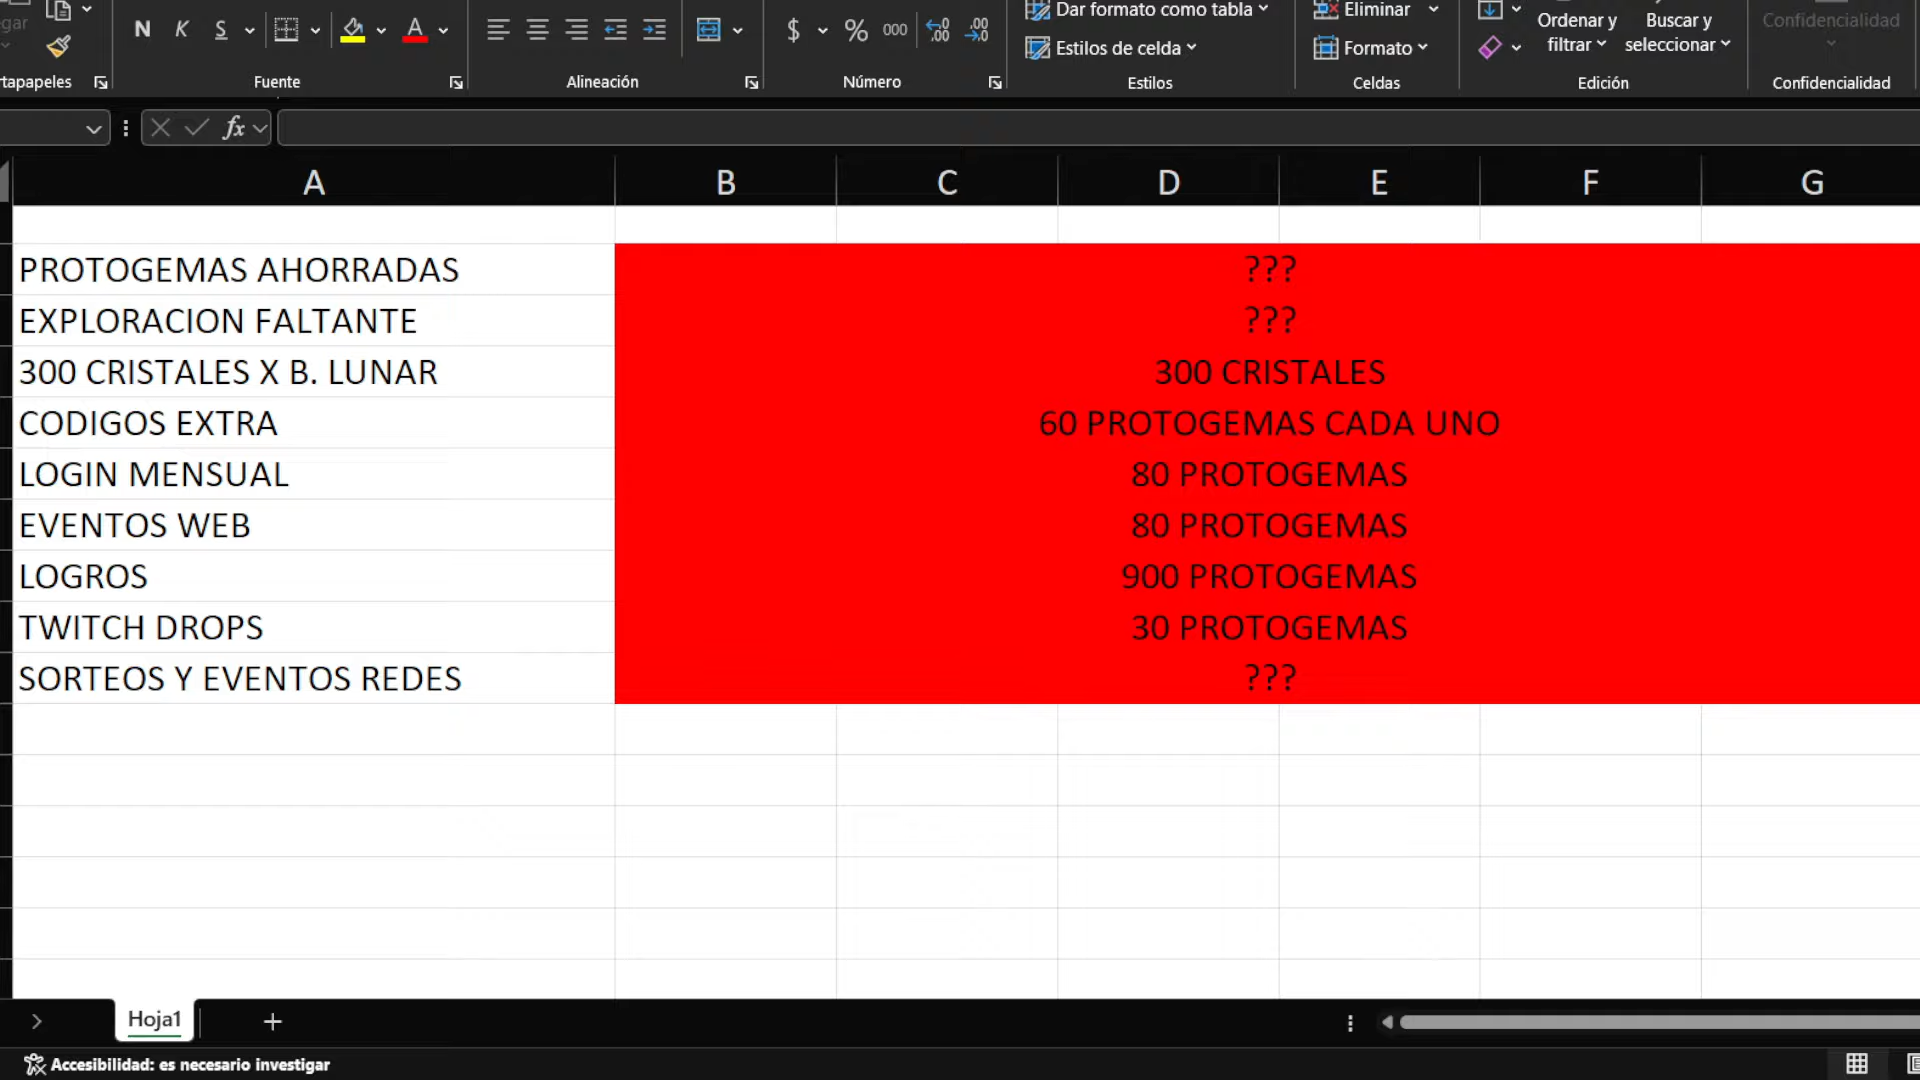 Dar formato como tabla
Eliminar
Confidencialidad
N K S
A
$ % 000
Ordenar y filtrar
Buscar y seleccionar
Estilos de celda
Formato
Fuente
Alineación
Número
Estilos
Celdas
Edición
Confidencialidad
fx
A B C D E F G
PROTOGEMAS AHORRADAS ???
EXPLORACION FALTANTE ???
300 CRISTALES X B. LUNAR 300 CRISTALES
CODIGOS EXTRA 60 PROTOGEMAS CADA UNO
LOGIN MENSUAL 80 PROTOGEMAS
EVENTOS WEB 80 PROTOGEMAS
LOGROS 900 PROTOGEMAS
TWITCH DROPS 30 PROTOGEMAS
SORTEOS Y EVENTOS REDES ???
Hoja1
Accesibilidad: es necesario investigar